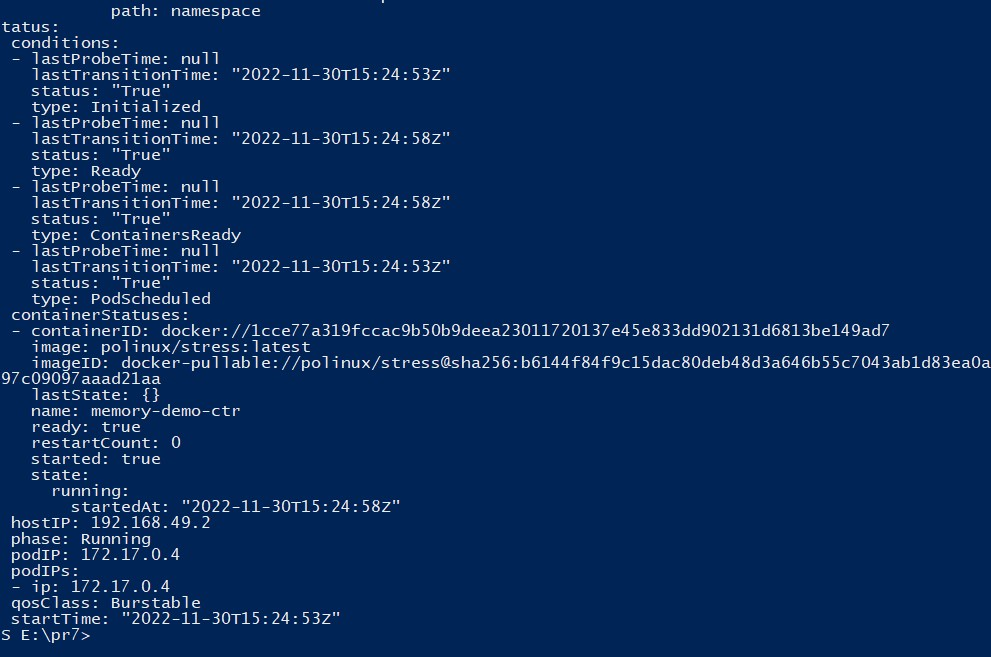 path: namespace
tatus:
conditions:
- lastProbeTime: null
lastTransitionTime: "2022-11-30T15:24:53Z"
status: "True"
type: Initialized
- lastProbeTime: null
lastTransitionTime: "2022-11-30T15:24:58Z"
status: "True"
type: Ready
- lastProbeTime: null
lastTransitionTime: "2022-11-30T15:24:58Z"
status: "True"
type: ContainersReady
- lastProbeTime: null
lastTransitionTime: "2022-11-30T15:24:53Z"
status: "True"
type: PodScheduled
containerStatuses:
- containerID: docker://1cce77a319fccac9b50b9deea23011720137e45e833dd902131d6813be149ad7
image: polinux/stress:latest
imageID: docker-pullable://polinux/stress@sha256:b6144f84f9c15dac80deb48d3a646b55c7043ab1d83ea0a
97c09097aaad21aa
lastState: {}
name: memory-demo-ctr
ready: true
restartCount: 0
started: true
state:
running:
startedAt: "2022-11-30T15:24:58Z"
hostIP: 192.168.49.2
phase: Running
podIP: 172.17.0.4
podIPs:
- ip: 172.17.0.4
qosClass: Burstable
startTime: "2022-11-30T15:24:53Z"
S E:\pr7>